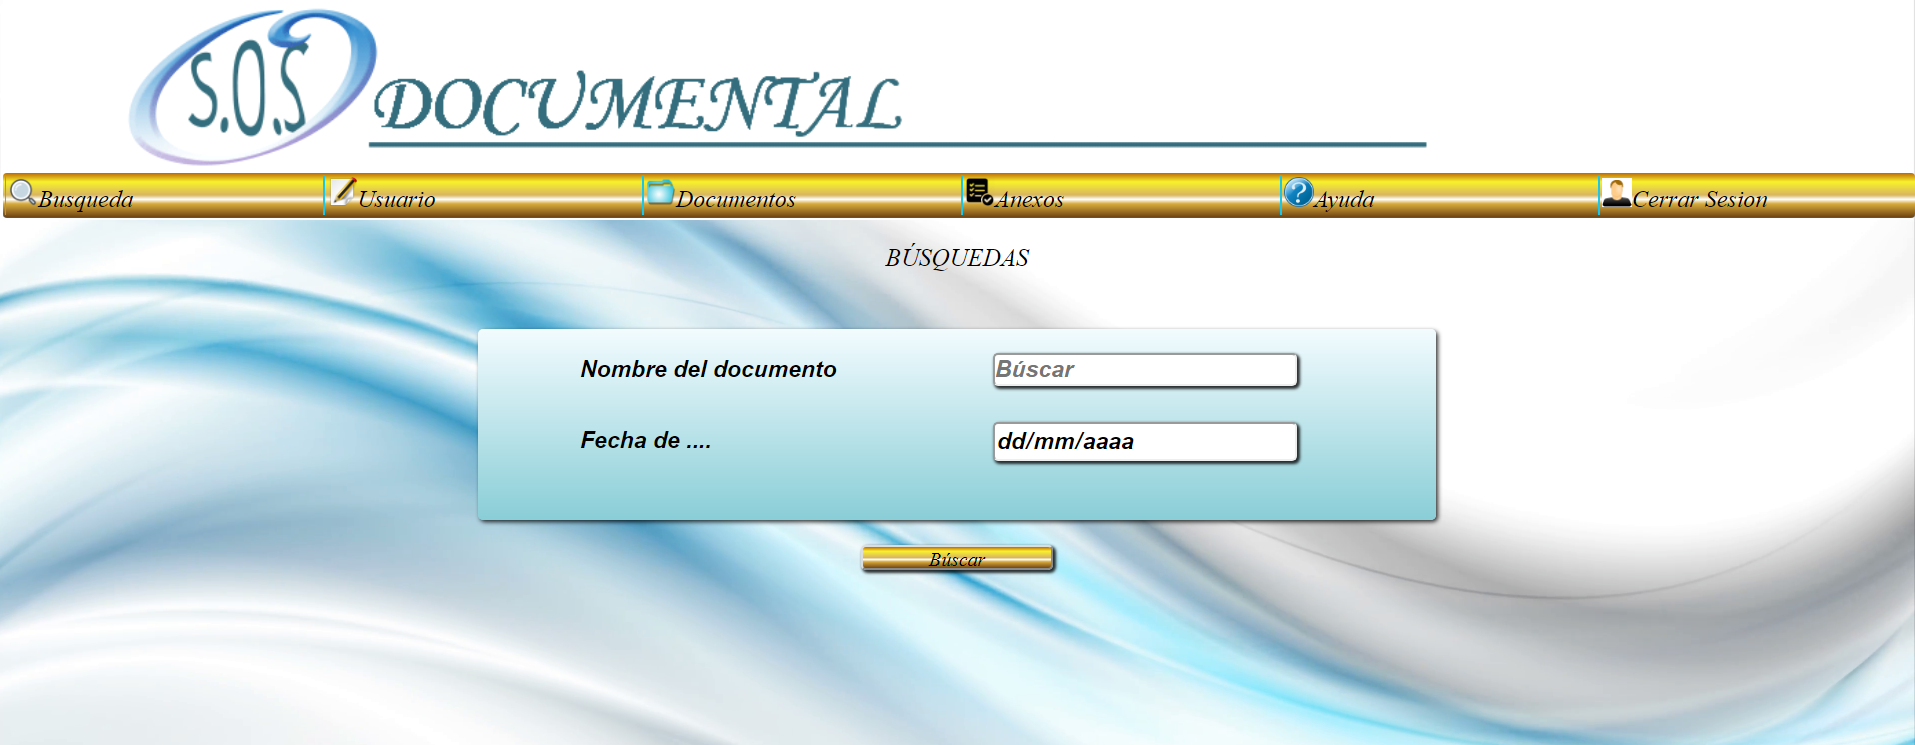 S.O.S DOCUMENTAL
Busqueda Usuario Documentos Anexos Ayuda Cerrar Sesion
BÚSQUEDAS
Nombre del documento Búscar
Fecha de .... dd/mm/aaaa
Búscar